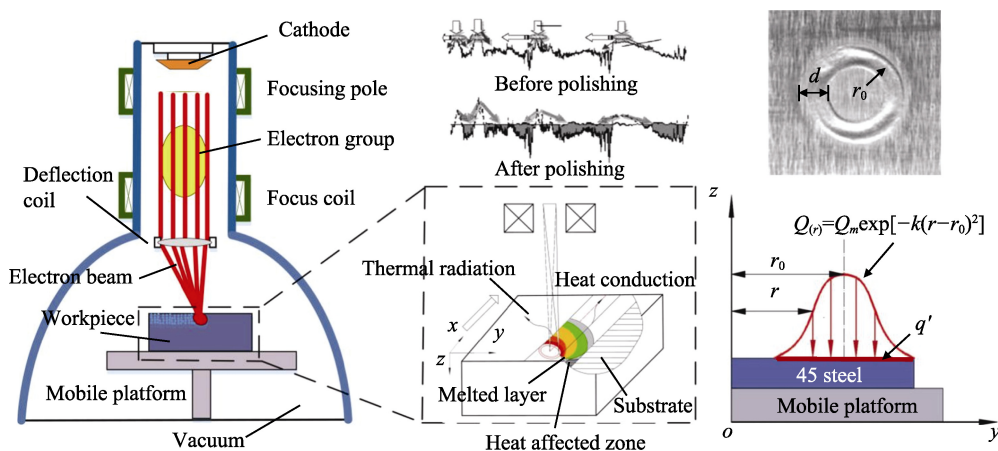 Cathode
Focusing pole
Electron group
Deflection
coil
Focus coil
Electron beam
Workpiece
Mobile platform
Vacuum
Before polishing
After polishing
Thermal radiation
Heat conduction
x
y
z
Melted layer
Substrate
Heat affected zone
d
r₀
z
Q₍ᵣ₎=Qₘexp[−k(r−r₀)²]
r₀
r
q′
45 steel
Mobile platform
o
y